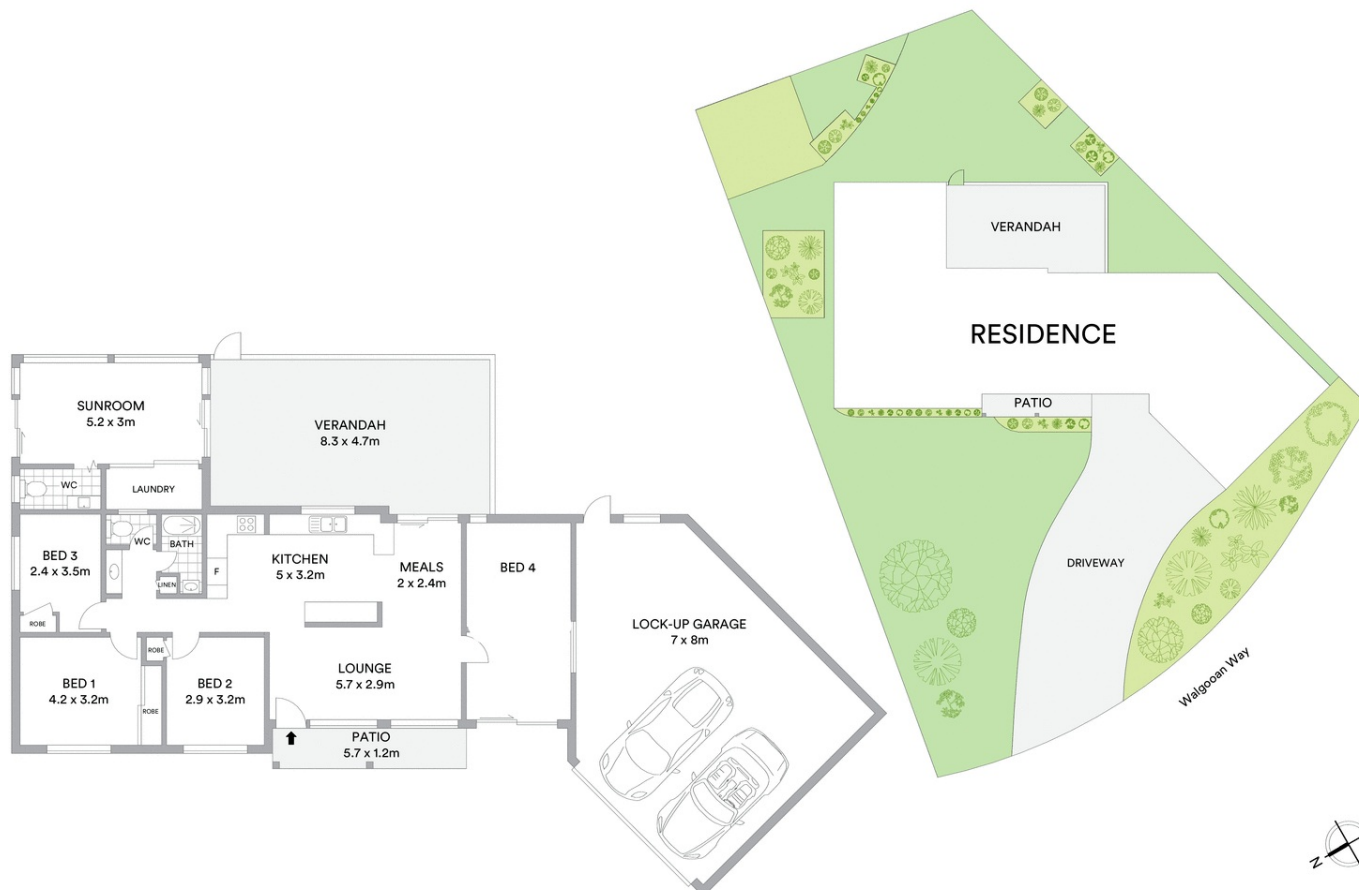 SUNROOM
5.2 x 3m
VERANDAH
8.3 x 4.7m
WC
LAUNDRY
BED 3
2.4 x 3.5m
WC
BATH
LINEN
ROBE
F
KITCHEN
5 x 3.2m
MEALS
2 x 2.4m
BED 4
LOCK-UP GARAGE
7 x 8m
BED 1
4.2 x 3.2m
ROBE
ROBE
BED 2
2.9 x 3.2m
LOUNGE
5.7 x 2.9m
PATIO
5.7 x 1.2m
VERANDAH
RESIDENCE
PATIO
DRIVEWAY
Walgooan Way
N